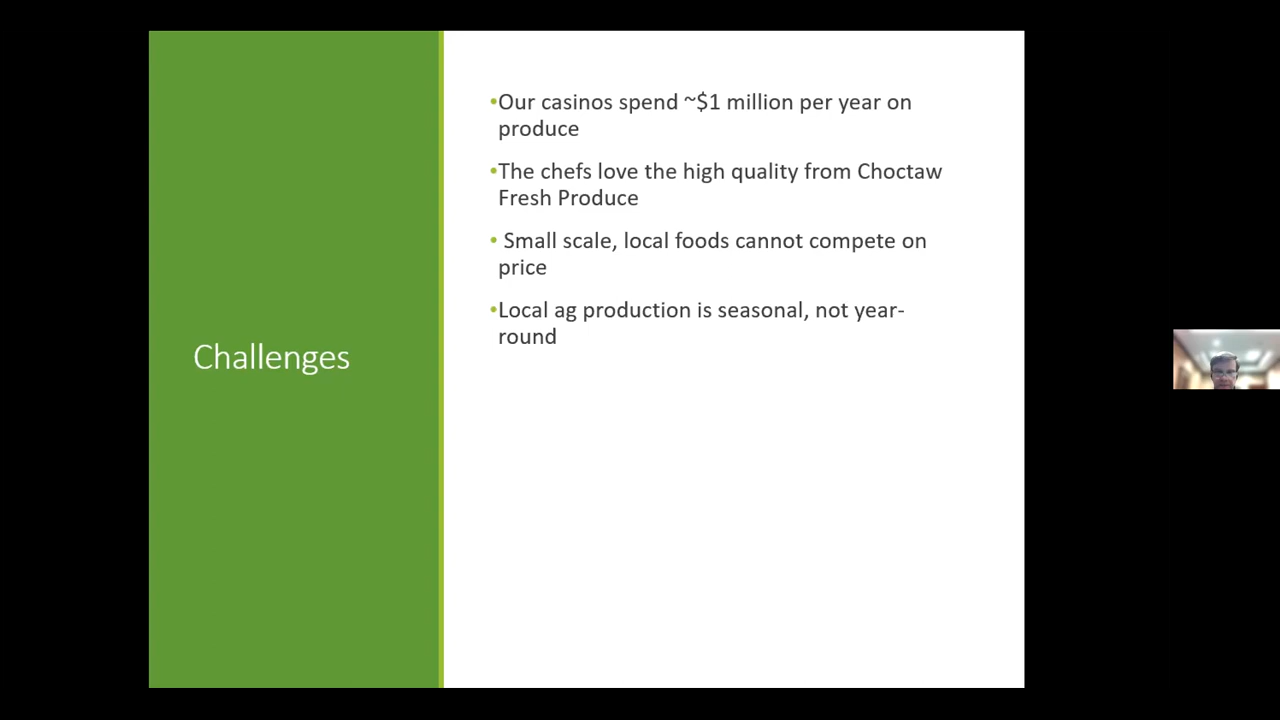 Challenges
•Our casinos spend ~$1 million per year on
produce
•The chefs love the high quality from Choctaw
Fresh Produce
• Small scale, local foods cannot compete on
price
•Local ag production is seasonal, not year-
round